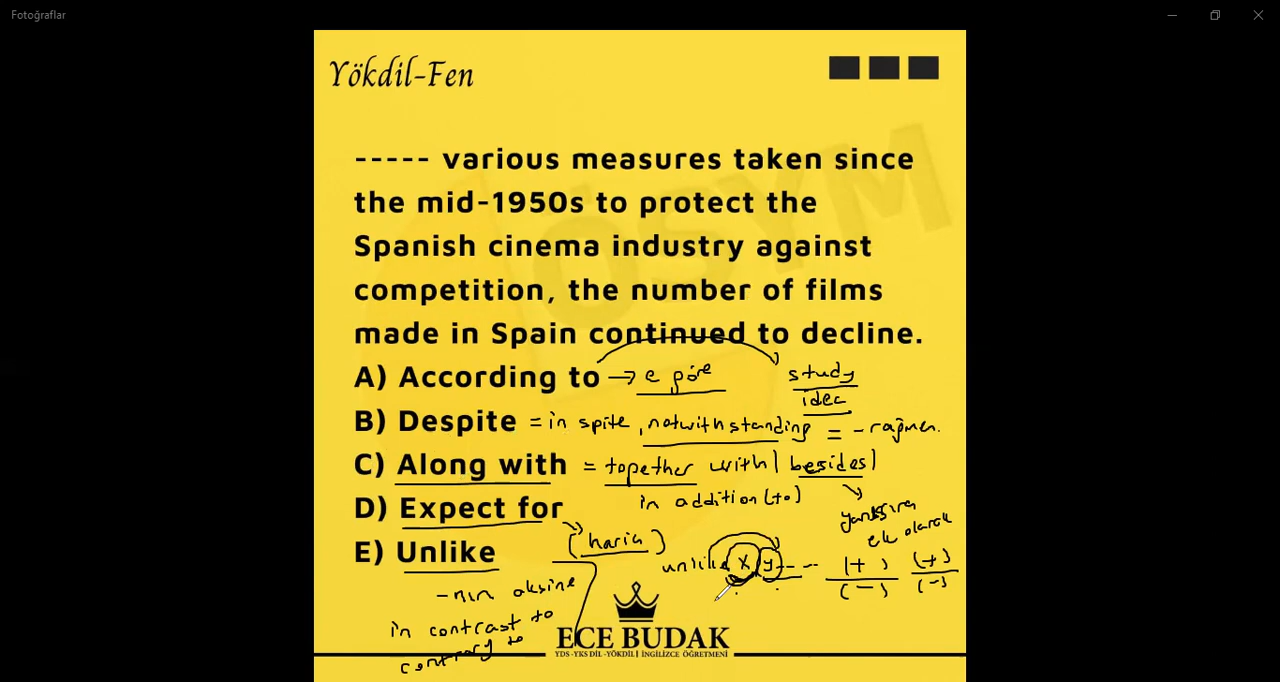 Fotoğraflar
Yökdil-Fen
ÖSYM
----- various measures taken since
the mid-1950s to protect the
Spanish cinema industry against
competition, the number of films
made in Spain continued to decline.
A) According to → e göre study
idea
B) Despite = in spite, notwithstanding = -rağmen.
C) Along with = together with / besides /
in addition (to)
yanısıra
ek olarak
D) Expect for
(hariç)
E) Unlike
unlike x y --- -- (+) (+)
(-) (-)
-nın aksine
in contrast to
contrary to
ECE BUDAK
YDS -YKS DİL -YÖKDİL | İNGİLİZCE ÖĞRETMENİ